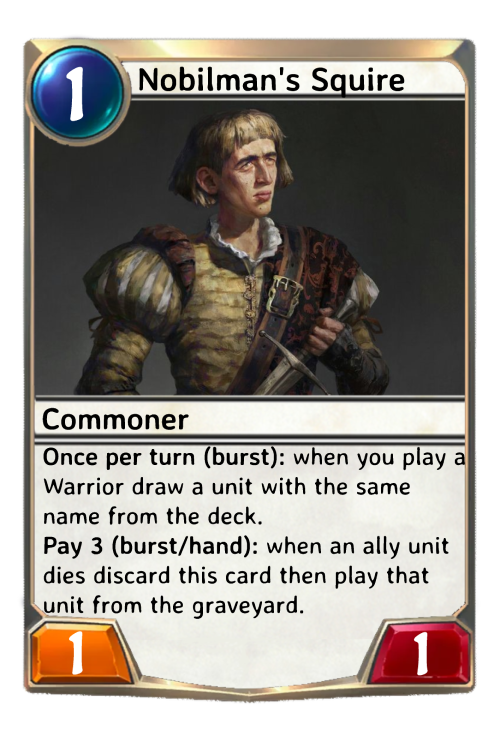 1
Nobilman's Squire
Commoner
Once per turn (burst): when you play a
Warrior draw a unit with the same
name from the deck.
Pay 3 (burst/hand): when an ally unit
dies discard this card then play that
unit from the graveyard.
1
1